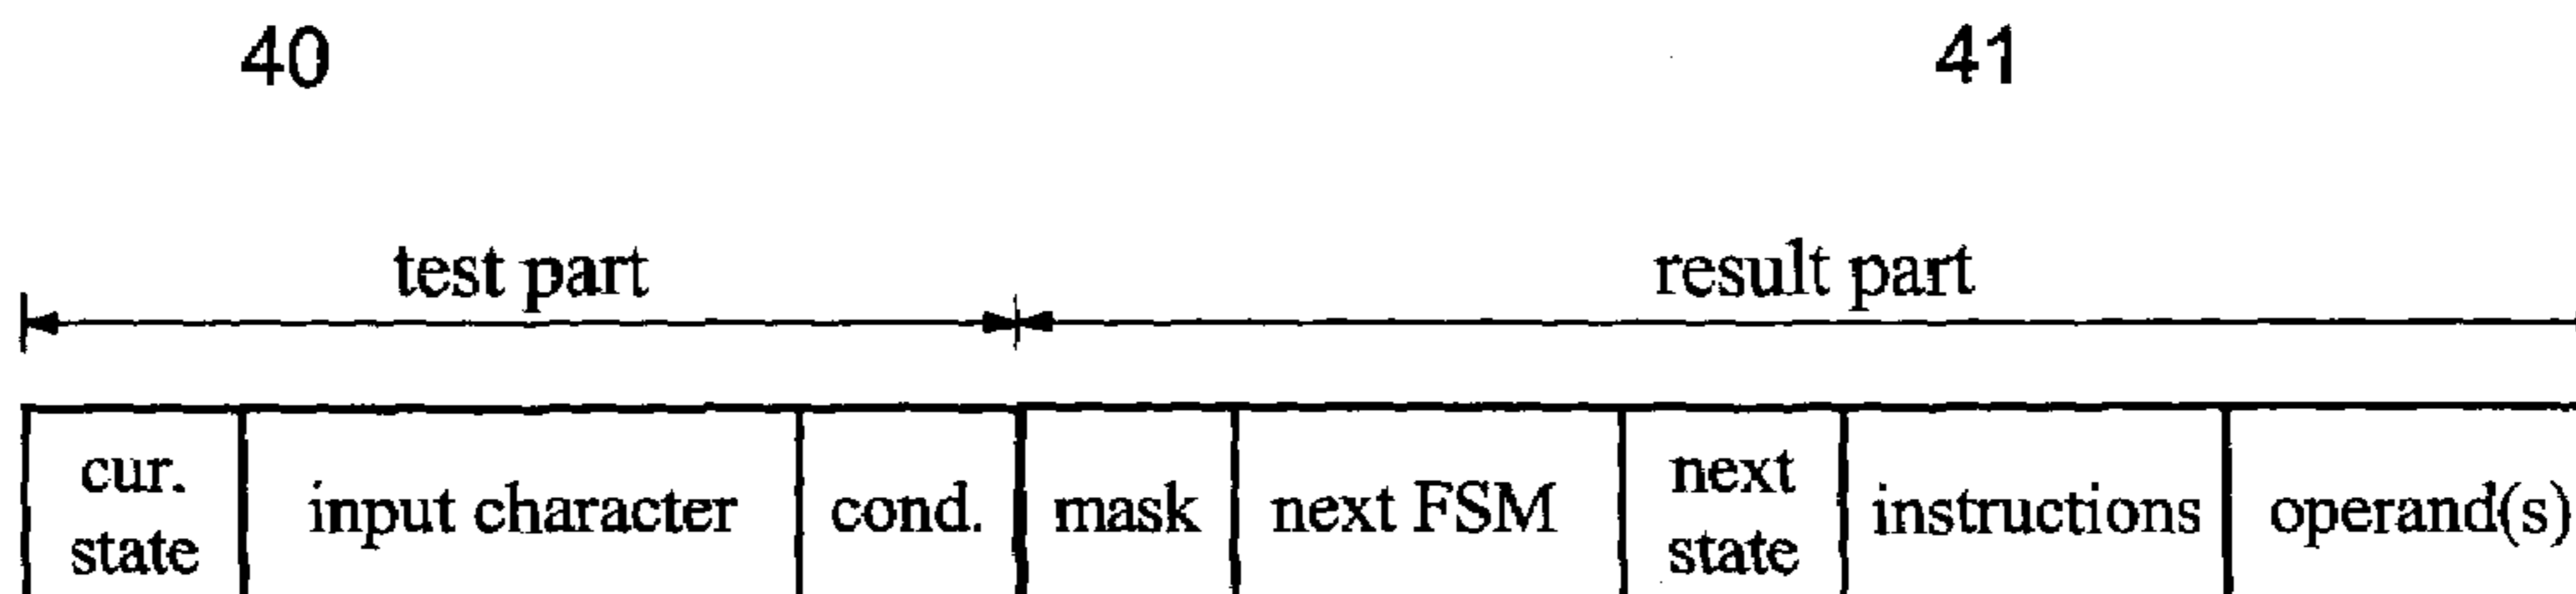 40 41
test part result part
cur. state input character cond. mask next FSM next state instructions operand(s)